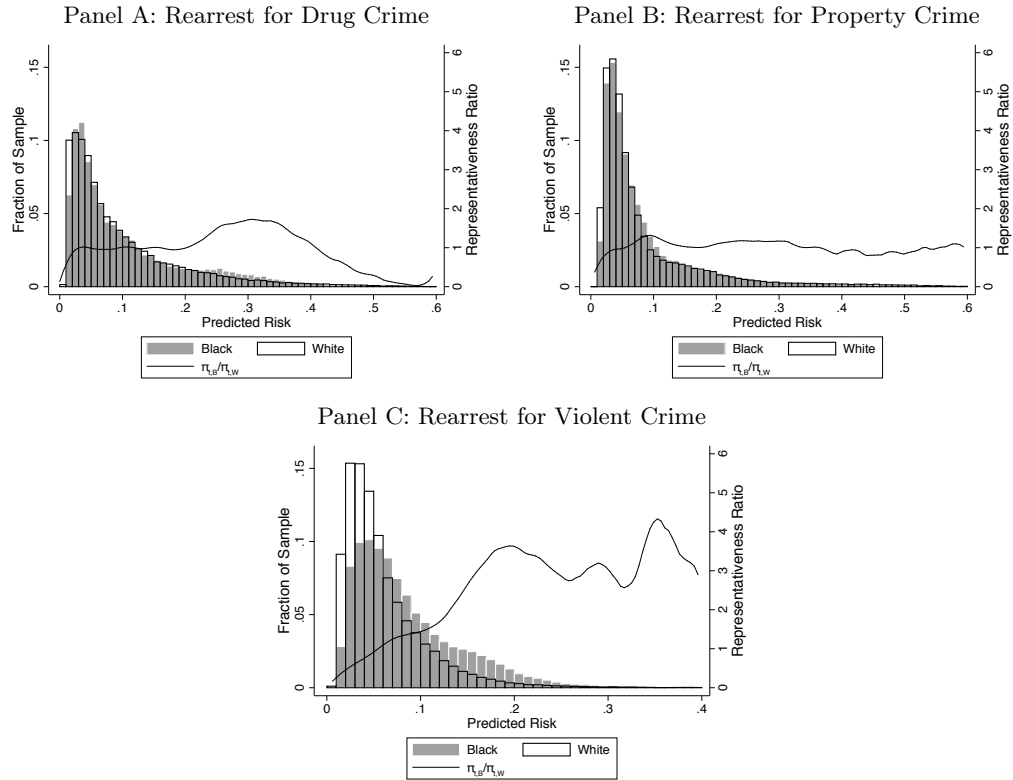 Panel A: Rearrest for Drug Crime
Fraction of Sample
0 .05 .1 .15
Representativeness Ratio
0 1 2 3 4 5 6
0 .1 .2 .3 .4 .5 .6
Predicted Risk
Black White
π_{t,B}/π_{t,W}
Panel B: Rearrest for Property Crime
Fraction of Sample
0 .05 .1 .15
Representativeness Ratio
0 1 2 3 4 5 6
0 .1 .2 .3 .4 .5 .6
Predicted Risk
Black White
π_{t,B}/π_{t,W}
Panel C: Rearrest for Violent Crime
Fraction of Sample
0 .05 .1 .15
Representativeness Ratio
0 1 2 3 4 5 6
0 .1 .2 .3 .4
Predicted Risk
Black White
π_{t,B}/π_{t,W}